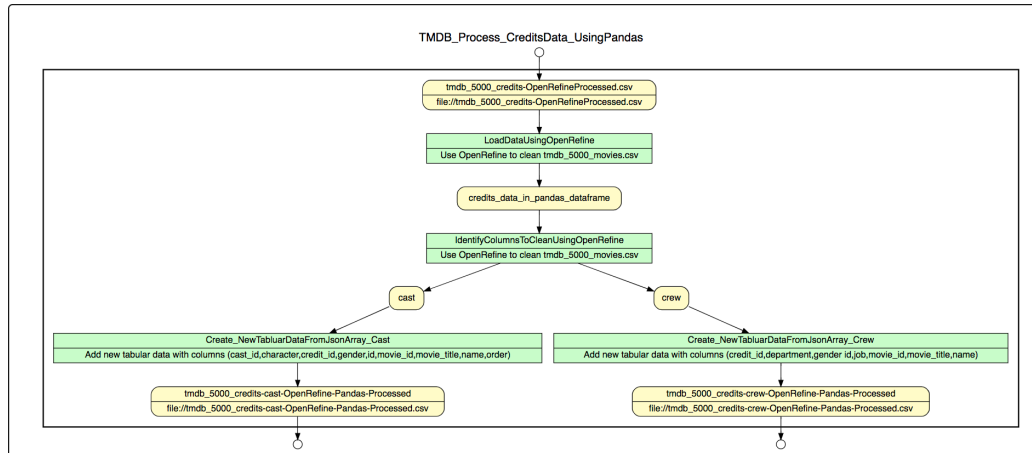 TMDB_Process_CreditsData_UsingPandas
tmdb_5000_credits-OpenRefineProcessed.csv
file://tmdb_5000_credits-OpenRefineProcessed.csv
LoadDataUsingOpenRefine
Use OpenRefine to clean tmdb_5000_movies.csv
credits_data_in_pandas_dataframe
IdentifyColumnsToCleanUsingOpenRefine
Use OpenRefine to clean tmdb_5000_movies.csv
cast
crew
Create_NewTabluarDataFromJsonArray_Cast
Add new tabular data with columns (cast_id,character,credit_id,gender,id,movie_id,movie_title,name,order)
Create_NewTabluarDataFromJsonArray_Crew
Add new tabular data with columns (credit_id,department,gender id,job,movie_id,movie_title,name)
tmdb_5000_credits-cast-OpenRefine-Pandas-Processed
file://tmdb_5000_credits-cast-OpenRefine-Pandas-Processed.csv
tmdb_5000_credits-crew-OpenRefine-Pandas-Processed
file://tmdb_5000_credits-crew-OpenRefine-Pandas-Processed.csv